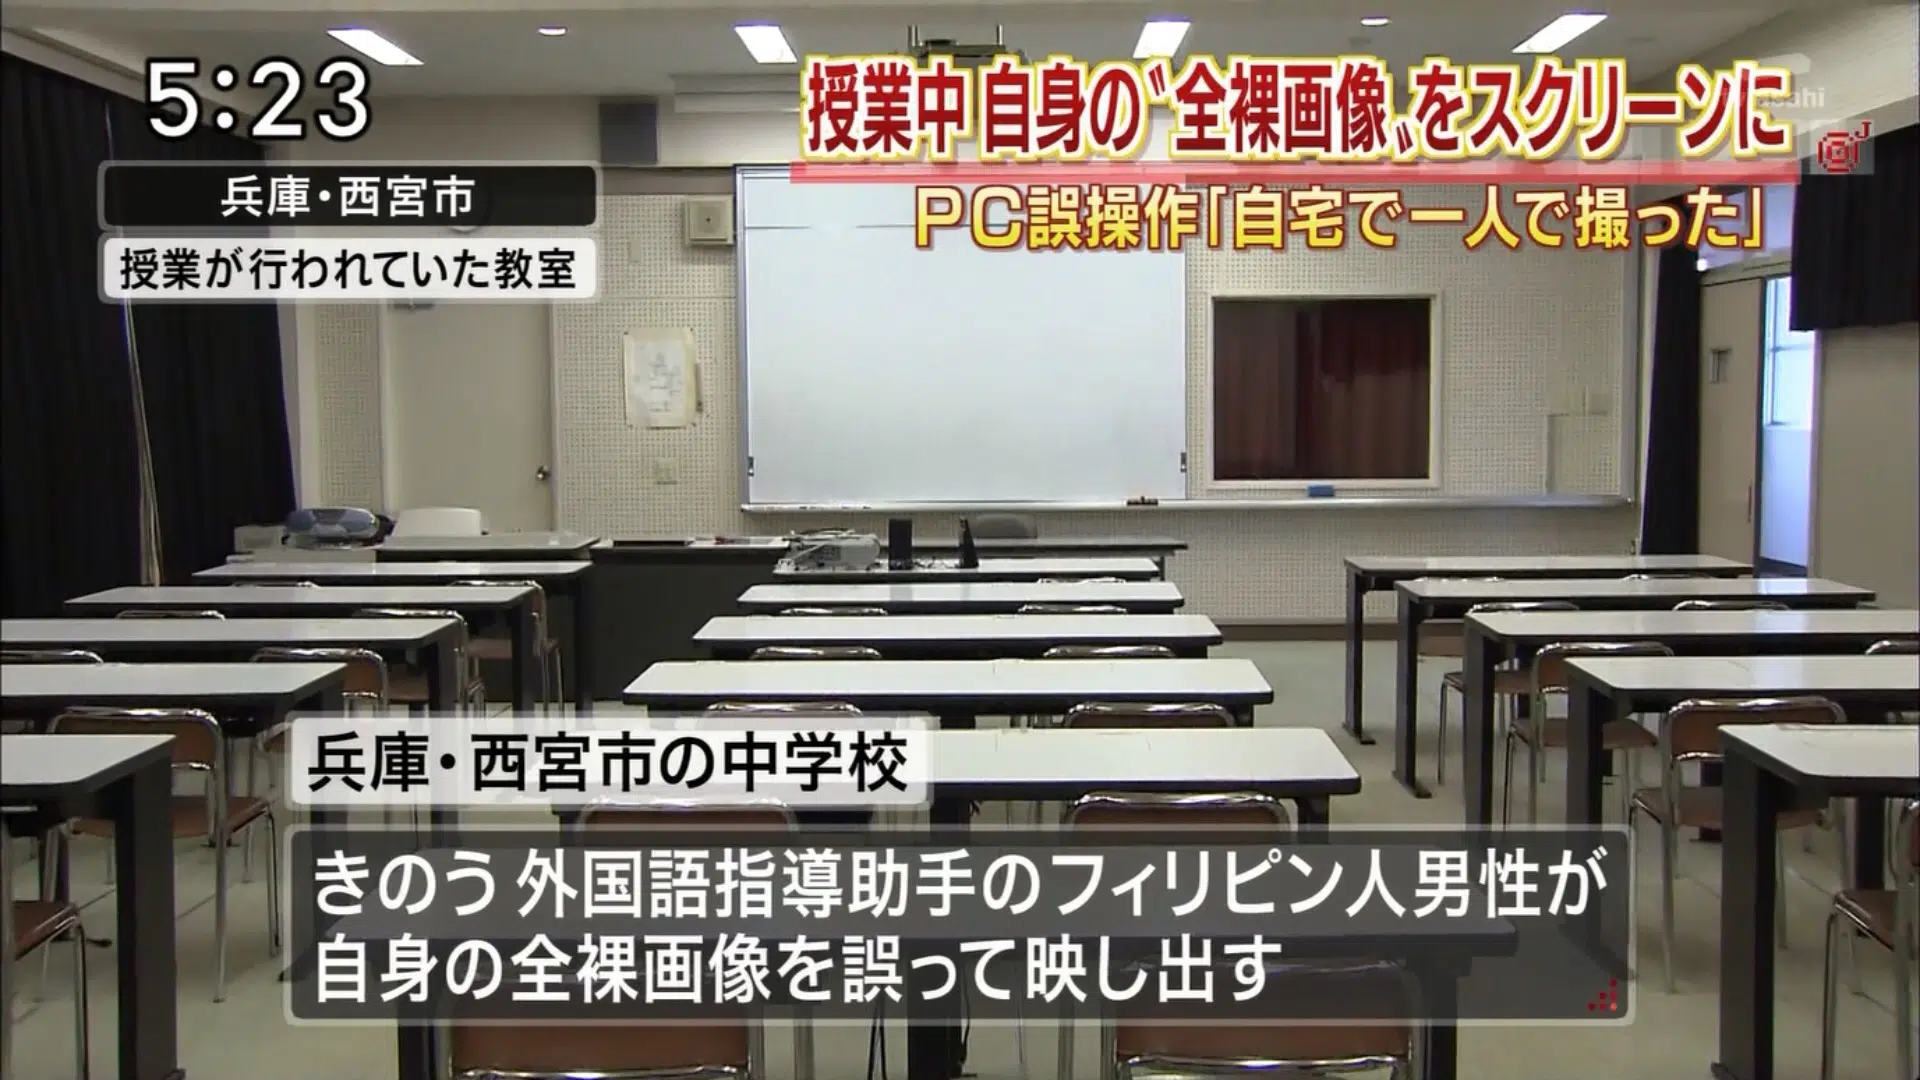 5:23
授業中 自身の〝全裸画像〟をスクリーンに
兵庫・西宮市
PC誤操作「自宅で一人で撮った」
授業が行われていた教室
兵庫・西宮市の中学校
きのう 外国語指導助手のフィリピン人男性が
自身の全裸画像を誤って映し出す